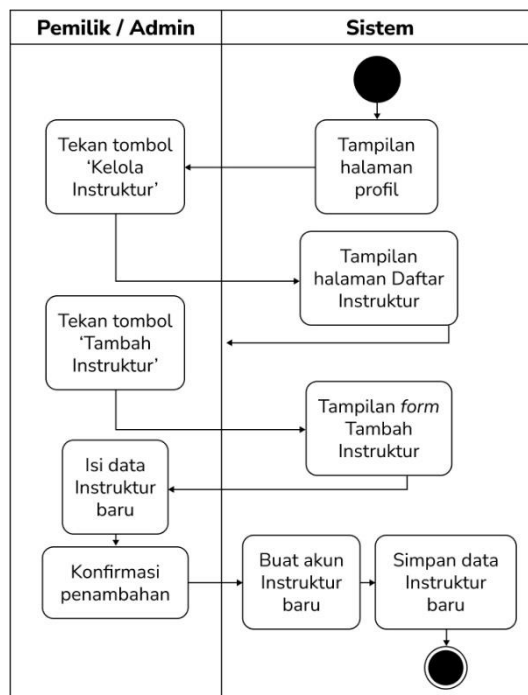 Pemilik / Admin
Sistem
Tampilan
halaman
profil
Tekan tombol
‘Kelola
Instruktur’
Tampilan
halaman Daftar
Instruktur
Tekan tombol
‘Tambah
Instruktur’
Tampilan form
Tambah
Instruktur
Isi data
Instruktur
baru
Konfirmasi
penambahan
Buat akun
Instruktur
baru
Simpan data
Instruktur
baru